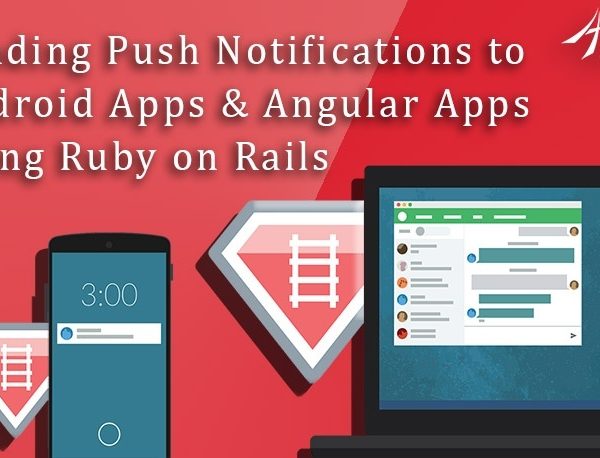 ding Push Notifications to
droid Apps & Angular Apps
ng Ruby on Rails
3:00